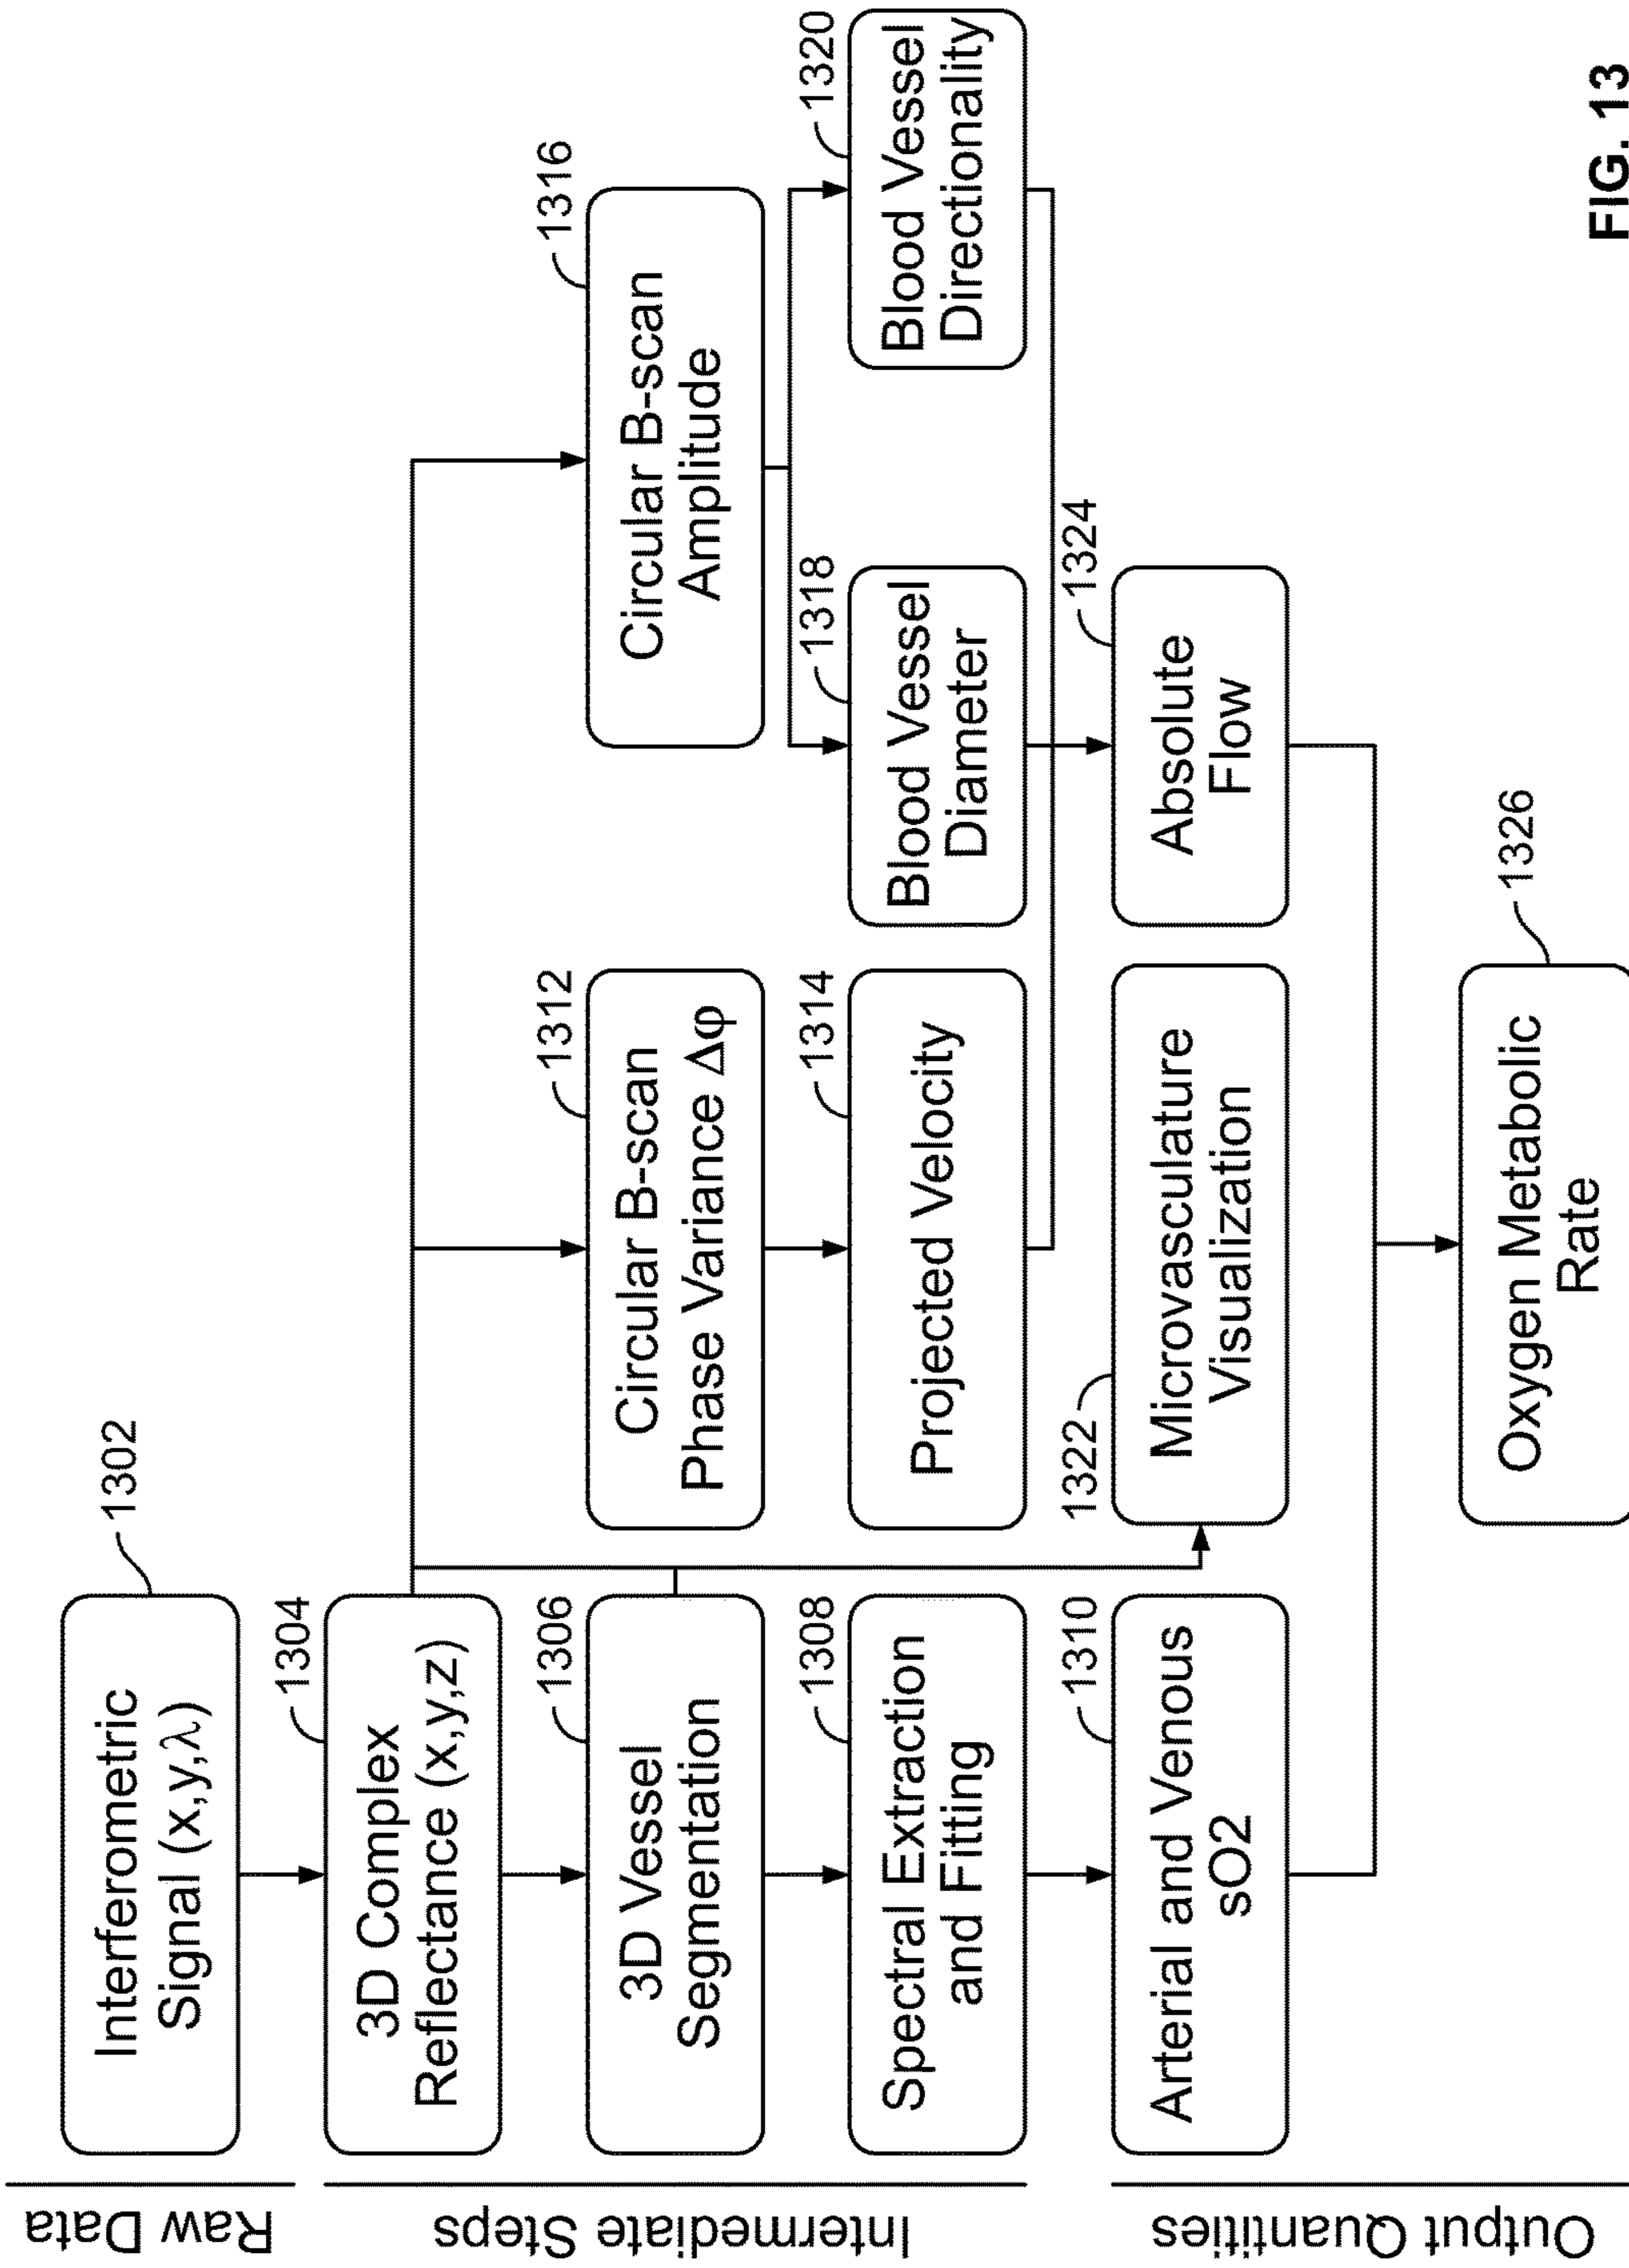 Raw Data
Interferometric
Signal (x,y,λ)
1302
Intermediate Steps
3D Complex
Reflectance (x,y,z)
1304
3D Vessel
Segmentation
1306
Circular B-scan
Phase Variance Δφ
1312
Circular B-scan
Amplitude
1316
Spectral Extraction
and Fitting
1308
Projected Velocity
1314
Blood Vessel
Diameter
1318
Blood Vessel
Directionality
1320
Output Quantities
Arterial and Venous
sO2
1310
Microvasculature
Visualization
1322
Absolute
Flow
1324
Oxygen Metabolic
Rate
1326
FIG. 13